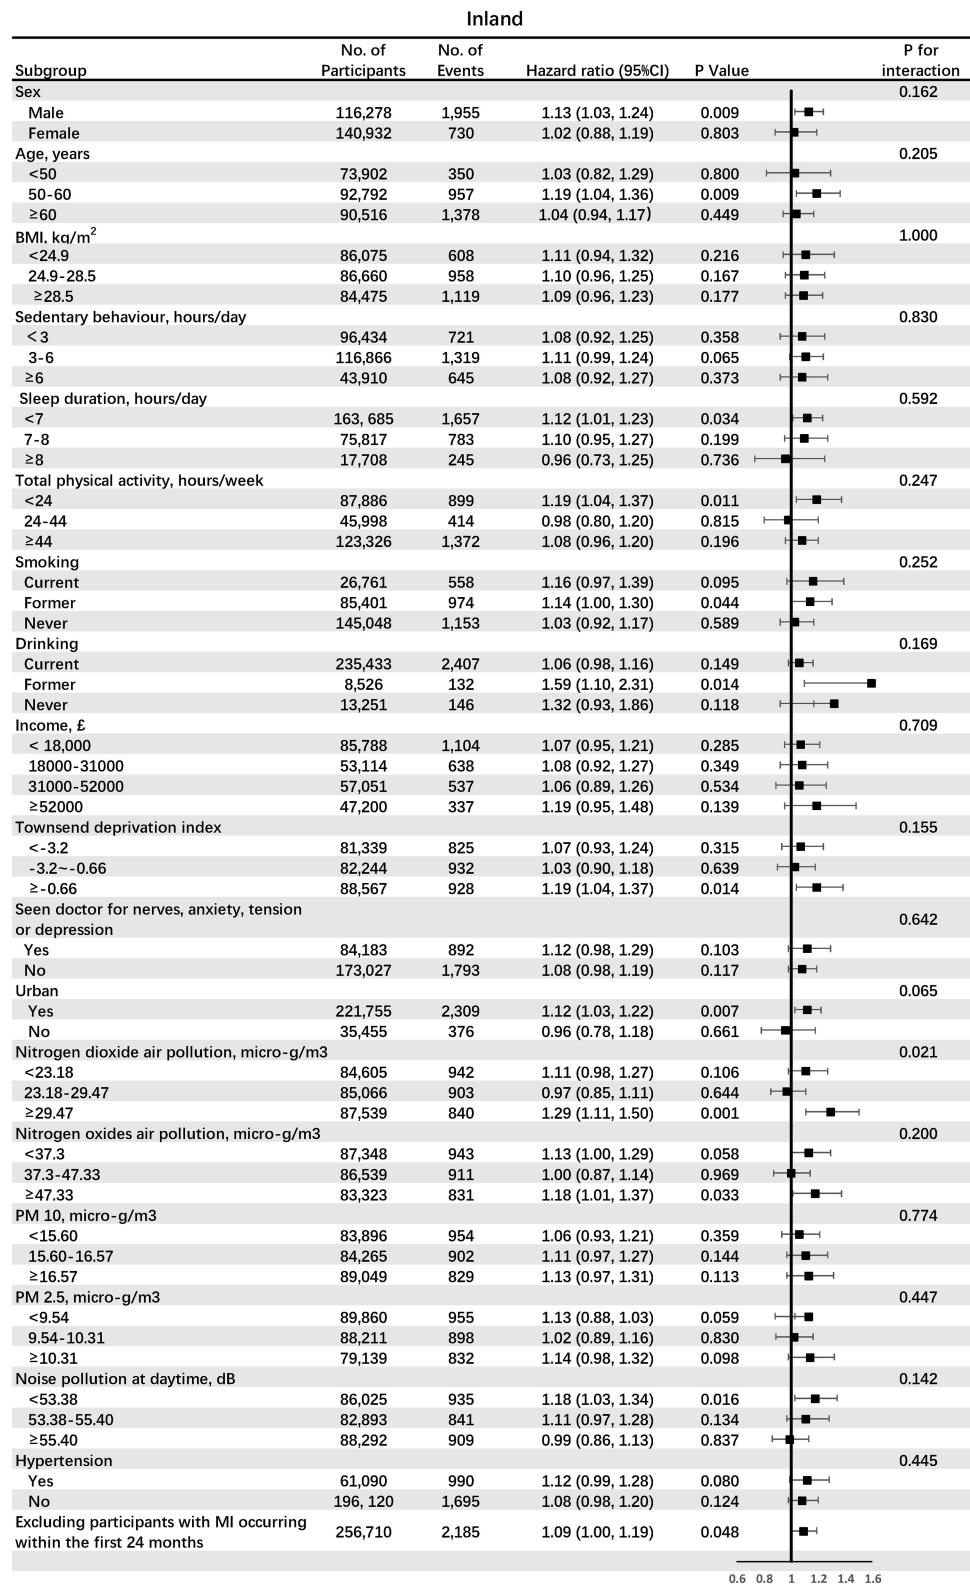 Inland
Subgroup No. of Participants No. of Events Hazard ratio (95%CI) P Value P for interaction
Sex 0.162
Male 116,278 1,955 1.13 (1.03, 1.24) 0.009
Female 140,932 730 1.02 (0.88, 1.19) 0.803
Age, years 0.205
<50 73,902 350 1.03 (0.82, 1.29) 0.800
50-60 92,792 957 1.19 (1.04, 1.36) 0.009
≥60 90,516 1,378 1.04 (0.94, 1.17) 0.449
BMI, kg/m² 1.000
<24.9 86,075 608 1.11 (0.94, 1.32) 0.216
24.9-28.5 86,660 958 1.10 (0.96, 1.25) 0.167
≥28.5 84,475 1,119 1.09 (0.96, 1.23) 0.177
Sedentary behaviour, hours/day 0.830
<3 96,434 721 1.08 (0.92, 1.25) 0.358
3-6 116,866 1,319 1.11 (0.99, 1.24) 0.065
≥6 43,910 645 1.08 (0.92, 1.27) 0.373
Sleep duration, hours/day 0.592
<7 163, 685 1,657 1.12 (1.01, 1.23) 0.034
7-8 75,817 783 1.10 (0.95, 1.27) 0.199
≥8 17,708 245 0.96 (0.73, 1.25) 0.736
Total physical activity, hours/week 0.247
<24 87,886 899 1.19 (1.04, 1.37) 0.011
24-44 45,998 414 0.98 (0.80, 1.20) 0.815
≥44 123,326 1,372 1.08 (0.96, 1.20) 0.196
Smoking 0.252
Current 26,761 558 1.16 (0.97, 1.39) 0.095
Former 85,401 974 1.14 (1.00, 1.30) 0.044
Never 145,048 1,153 1.03 (0.92, 1.17) 0.589
Drinking 0.169
Current 235,433 2,407 1.06 (0.98, 1.16) 0.149
Former 8,526 132 1.59 (1.10, 2.31) 0.014
Never 13,251 146 1.32 (0.93, 1.86) 0.118
Income, £ 0.709
< 18,000 85,788 1,104 1.07 (0.95, 1.21) 0.285
18000-31000 53,114 638 1.08 (0.92, 1.27) 0.349
31000-52000 57,051 537 1.06 (0.89, 1.26) 0.534
≥52000 47,200 337 1.19 (0.95, 1.48) 0.139
Townsend deprivation index 0.155
<-3.2 81,339 825 1.07 (0.93, 1.24) 0.315
-3.2~-0.66 82,244 932 1.03 (0.90, 1.18) 0.639
≥-0.66 88,567 928 1.19 (1.04, 1.37) 0.014
Seen doctor for nerves, anxiety, tension
or depression 0.642
Yes 84,183 892 1.12 (0.98, 1.29) 0.103
No 173,027 1,793 1.08 (0.98, 1.19) 0.117
Urban 0.065
Yes 221,755 2,309 1.12 (1.03, 1.22) 0.007
No 35,455 376 0.96 (0.78, 1.18) 0.661
Nitrogen dioxide air pollution, micro-g/m3 0.021
<23.18 84,605 942 1.11 (0.98, 1.27) 0.106
23.18-29.47 85,066 903 0.97 (0.85, 1.11) 0.644
≥29.47 87,539 840 1.29 (1.11, 1.50) 0.001
Nitrogen oxides air pollution, micro-g/m3 0.200
<37.3 87,348 943 1.13 (1.00, 1.29) 0.058
37.3-47.33 86,539 911 1.00 (0.87, 1.14) 0.969
≥47.33 83,323 831 1.18 (1.01, 1.37) 0.033
PM 10, micro-g/m3 0.774
<15.60 83,896 954 1.06 (0.93, 1.21) 0.359
15.60-16.57 84,265 902 1.11 (0.97, 1.27) 0.144
≥16.57 89,049 829 1.13 (0.97, 1.31) 0.113
PM 2.5, micro-g/m3 0.447
<9.54 89,860 955 1.13 (0.88, 1.03) 0.059
9.54-10.31 88,211 898 1.02 (0.89, 1.16) 0.830
≥10.31 79,139 832 1.14 (0.98, 1.32) 0.098
Noise pollution at daytime, dB 0.142
<53.38 86,025 935 1.18 (1.03, 1.34) 0.016
53.38-55.40 82,893 841 1.11 (0.97, 1.28) 0.134
≥55.40 88,292 909 0.99 (0.86, 1.13) 0.837
Hypertension 0.445
Yes 61,090 990 1.12 (0.99, 1.28) 0.080
No 196, 120 1,695 1.08 (0.98, 1.20) 0.124
Excluding participants with MI occurring
within the first 24 months 256,710 2,185 1.09 (1.00, 1.19) 0.048
0.6 0.8 1 1.2 1.4 1.6